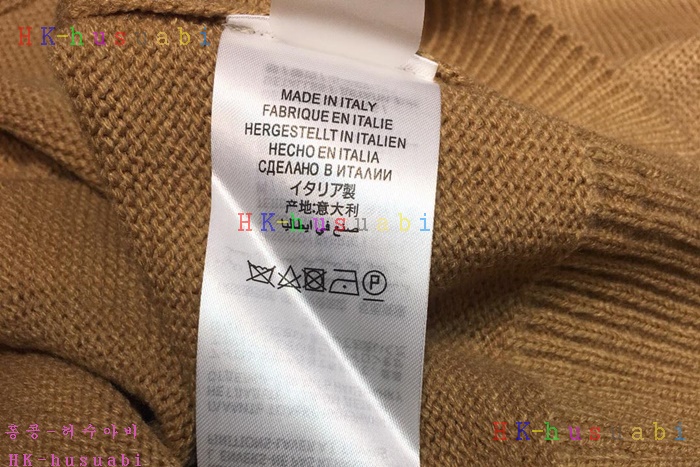 HK-husuabi
MADE IN ITALY
FABRIQUE EN ITALIE
HERGESTELLT IN ITALIEN
HECHO EN ITALIA
СДЕЛАНО В ИТАЛИИ
イタリア製
产地:意大利
HK-husuabi
P
HK-husuabi
홍콩-허수아비
HK-husuabi